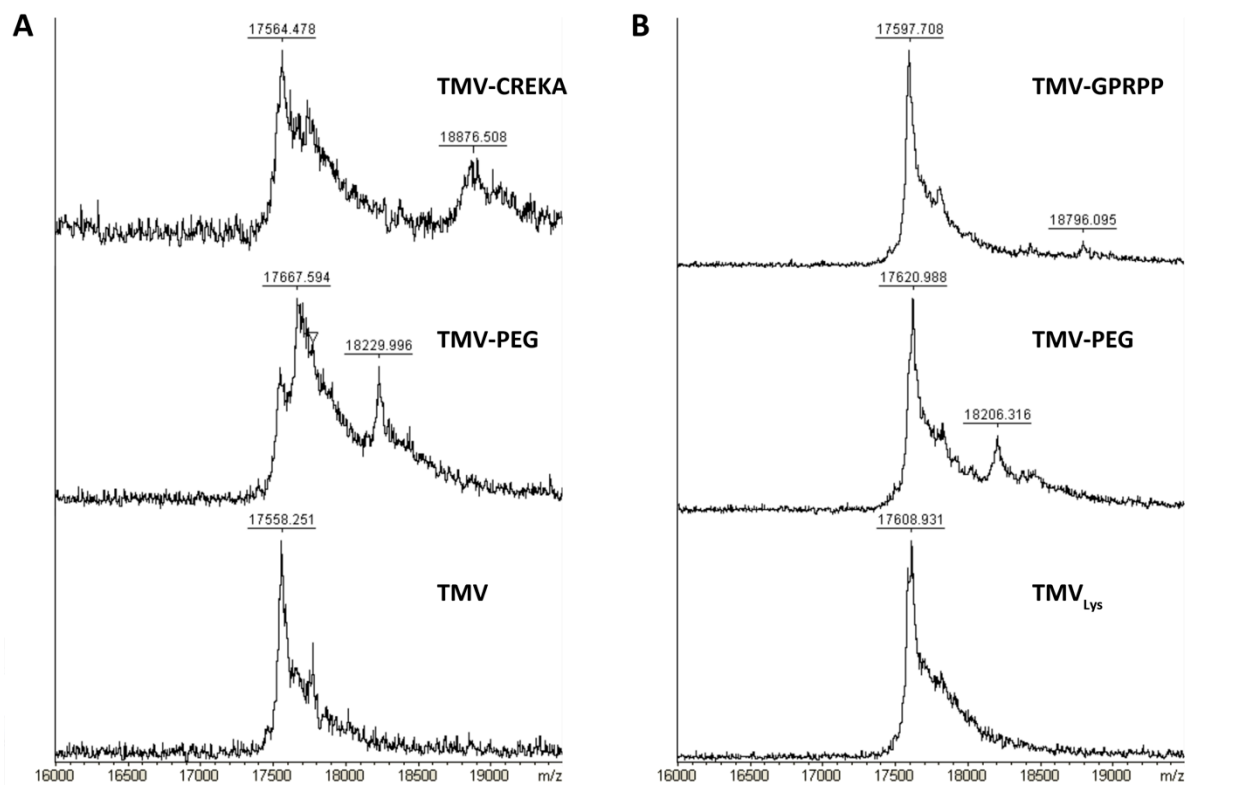 A
17564.478
TMV-CREKA
18876.508
17667.594
TMV-PEG
18229.996
17558.251
TMV
16000 16500 17000 17500 18000 18500 19000 m/z
B
17597.708
TMV-GPRPP
18796.095
17620.988
TMV-PEG
18206.316
17608.931
TMVLys
16000 16500 17000 17500 18000 18500 19000 m/z